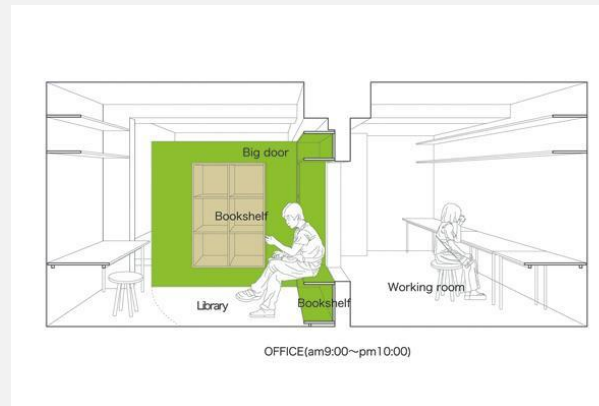 Big door
Bookshelf
Library
Bookshelf
Working room
OFFICE(am9:00～pm10:00)